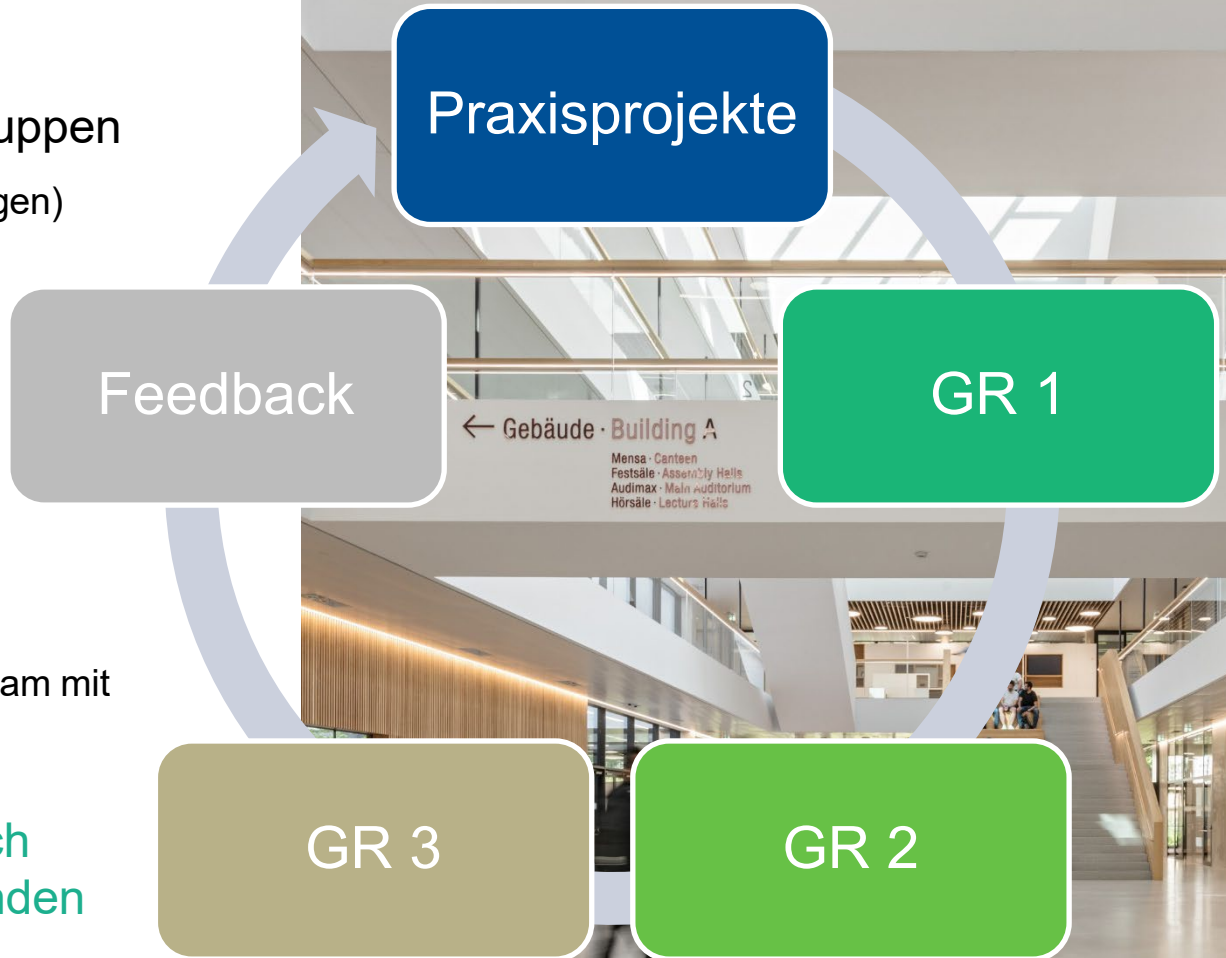 Praxisprojekte
uppen
gen)
Feedback
GR 1
← Gebäude · Building A
Mensa · Canteen
Festsäle · Assembly Halls
Audimax · Main Auditorium
Hörsäle · Lecture Halls
2
am mit
GR 3
GR 2
ch
nden